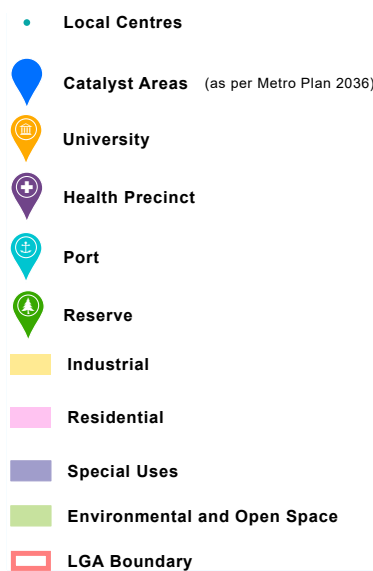 Local Centres
Catalyst Areas (as per Metro Plan 2036)
University
Health Precinct
Port
Reserve
Industrial
Residential
Special Uses
Environmental and Open Space
LGA Boundary